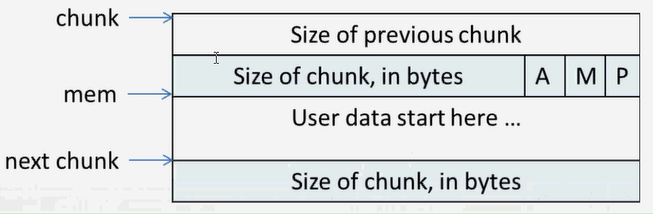 chunk
Size of previous chunk
Size of chunk, in bytes A M P
mem
User data start here ...
next chunk
Size of chunk, in bytes